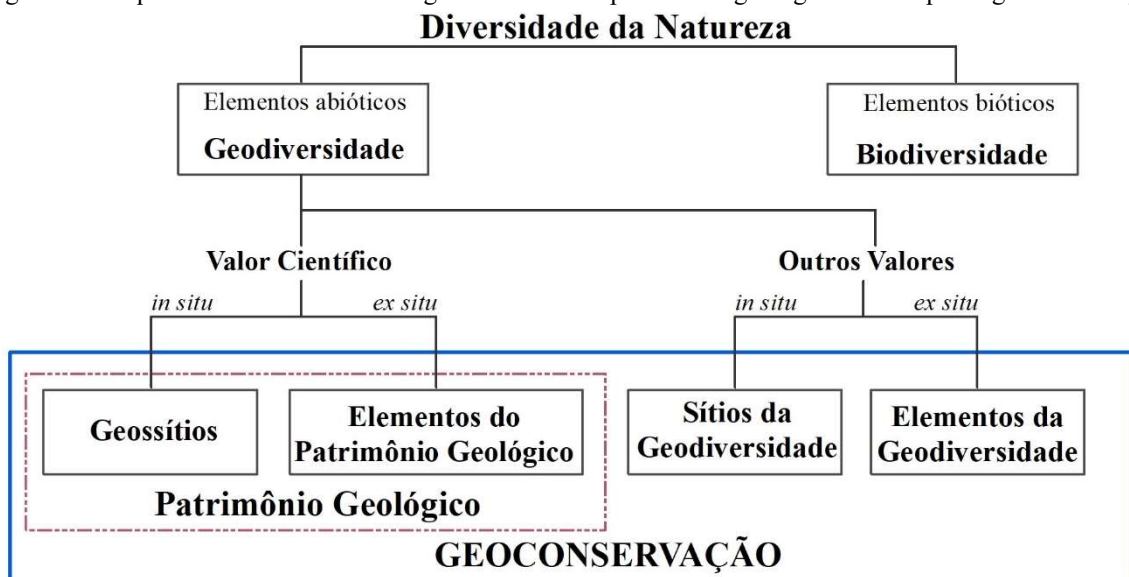 Diversidade da Natureza
Elementos abióticos
Geodiversidade
Elementos bióticos
Biodiversidade
Valor Científico
Outros Valores
in situ
ex situ
in situ
ex situ
Geossítios
Elementos do
Patrimônio Geológico
Sítios da
Geodiversidade
Elementos da
Geodiversidade
Patrimônio Geológico
GEOCONSERVAÇÃO